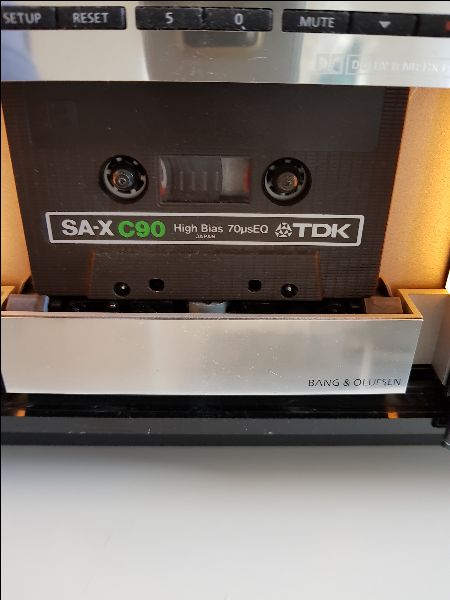 SETUP RESET 5 0 MUTE
SA-X C90 High Bias 70µsEQ TDK
JAPAN
BANG & OLUFSEN